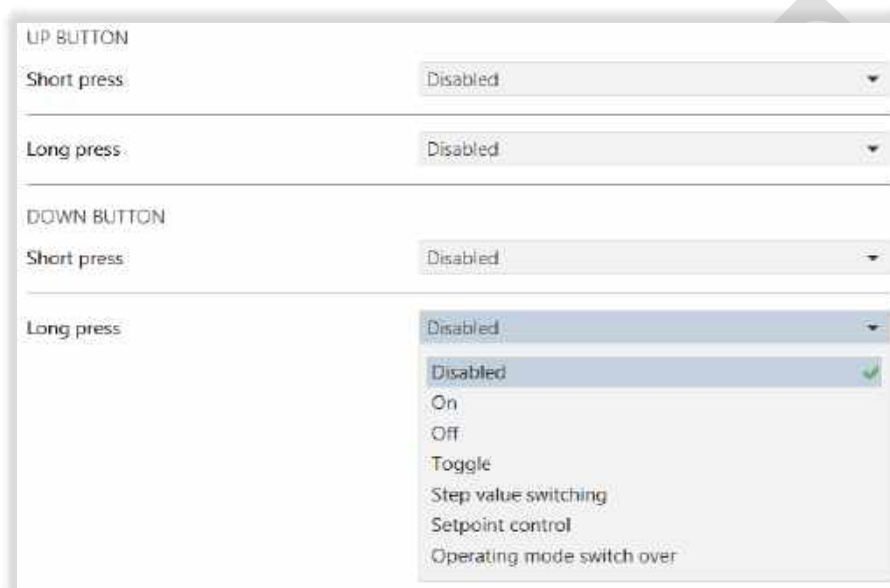 UP BUTTON
Short press Disabled
Long press Disabled
DOWN BUTTON
Short press Disabled
Long press Disabled
Disabled
On
Off
Toggle
Step value switching
Setpoint control
Operating mode switch over